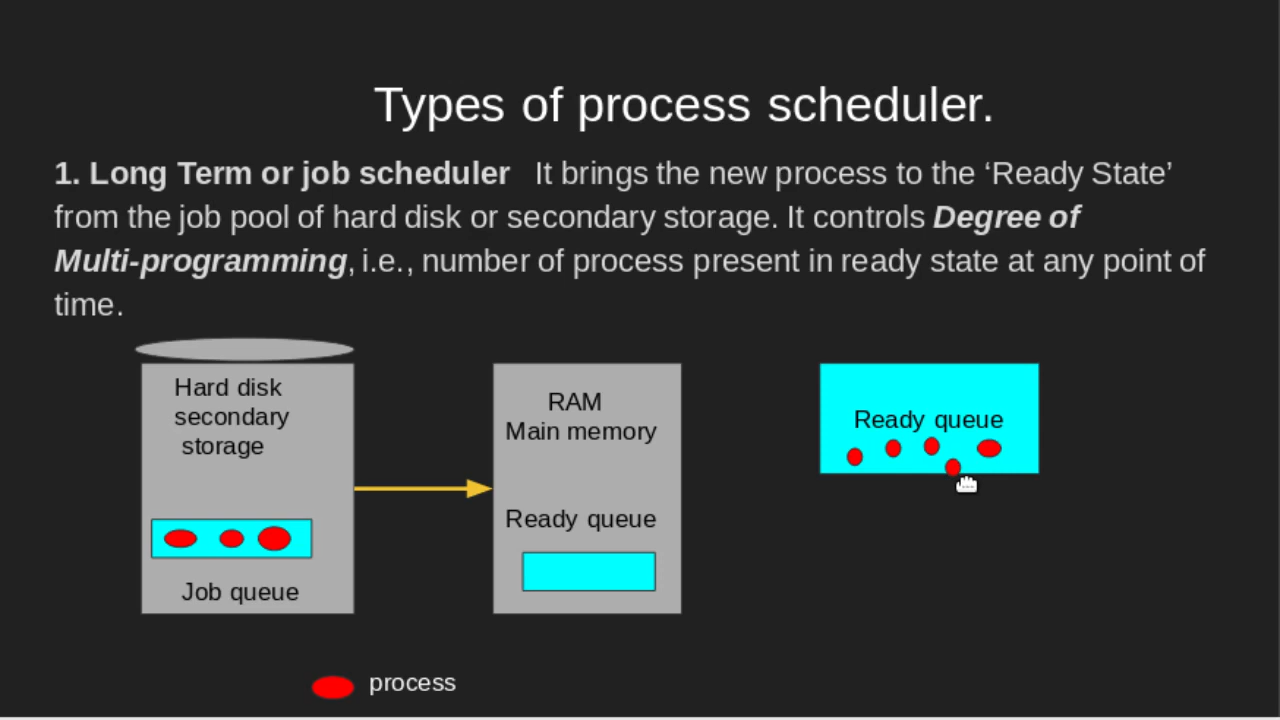 Types of process scheduler.
1. Long Term or job scheduler It brings the new process to the ‘Ready State’
from the job pool of hard disk or secondary storage. It controls Degree of
Multi-programming, i.e., number of process present in ready state at any point of
time.
Hard disk
secondary
storage
Job queue
RAM
Main memory
Ready queue
Ready queue
process